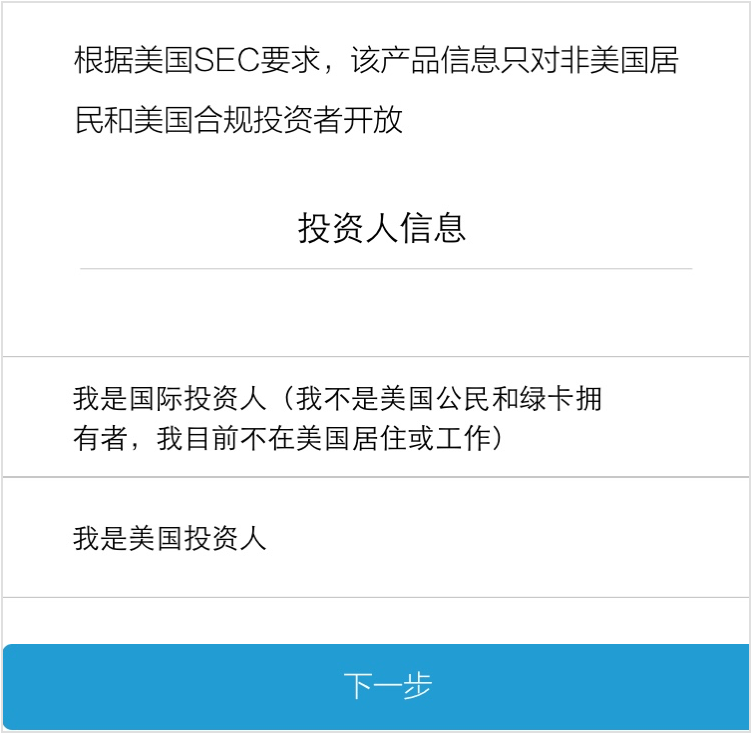 根据美国SEC要求，该产品信息只对非美国居
民和美国合规投资者开放
投资人信息
我是国际投资人（我不是美国公民和绿卡拥
有者，我目前不在美国居住或工作）
我是美国投资人
下一步